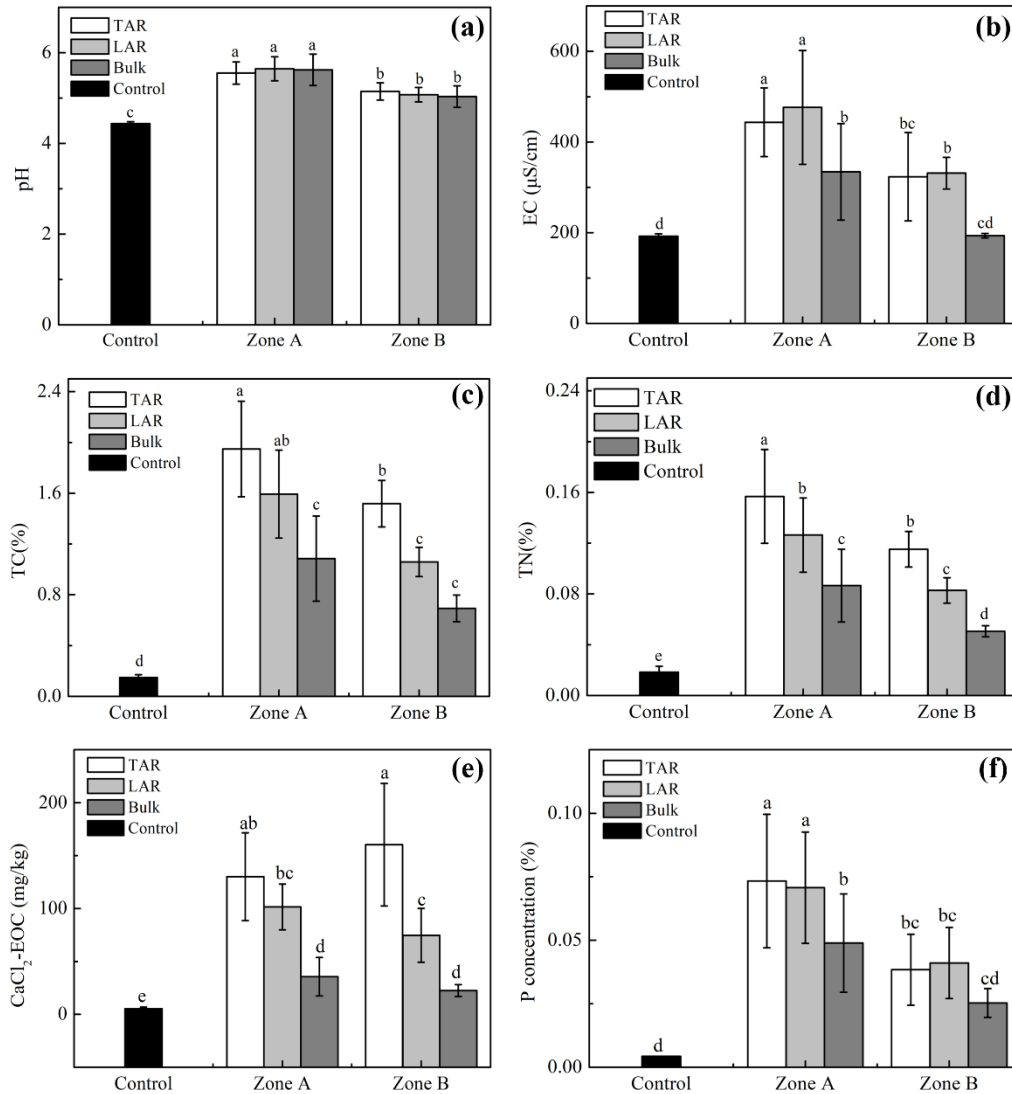 (a)
TAR
LAR
Bulk
Control
pH
6
4
2
0
c
a a a
b b b
Control Zone A Zone B
(b)
TAR
LAR
Bulk
Control
EC (μS/cm)
600
400
200
0
d
a a b
bc b cd
Control Zone A Zone B
(c)
TAR
LAR
Bulk
Control
TC(%)
2.4
1.6
0.8
0.0
d
a ab c
b c c
Control Zone A Zone B
(d)
TAR
LAR
Bulk
Control
TN(%)
0.24
0.16
0.08
0.00
e
a b c
b c d
Control Zone A Zone B
(e)
TAR
LAR
Bulk
Control
CaCl₂-EOC (mg/kg)
200
100
0
e
ab bc d
a c d
Control Zone A Zone B
(f)
TAR
LAR
Bulk
Control
P concentration (%)
0.10
0.05
0.00
d
a a b
bc bc cd
Control Zone A Zone B